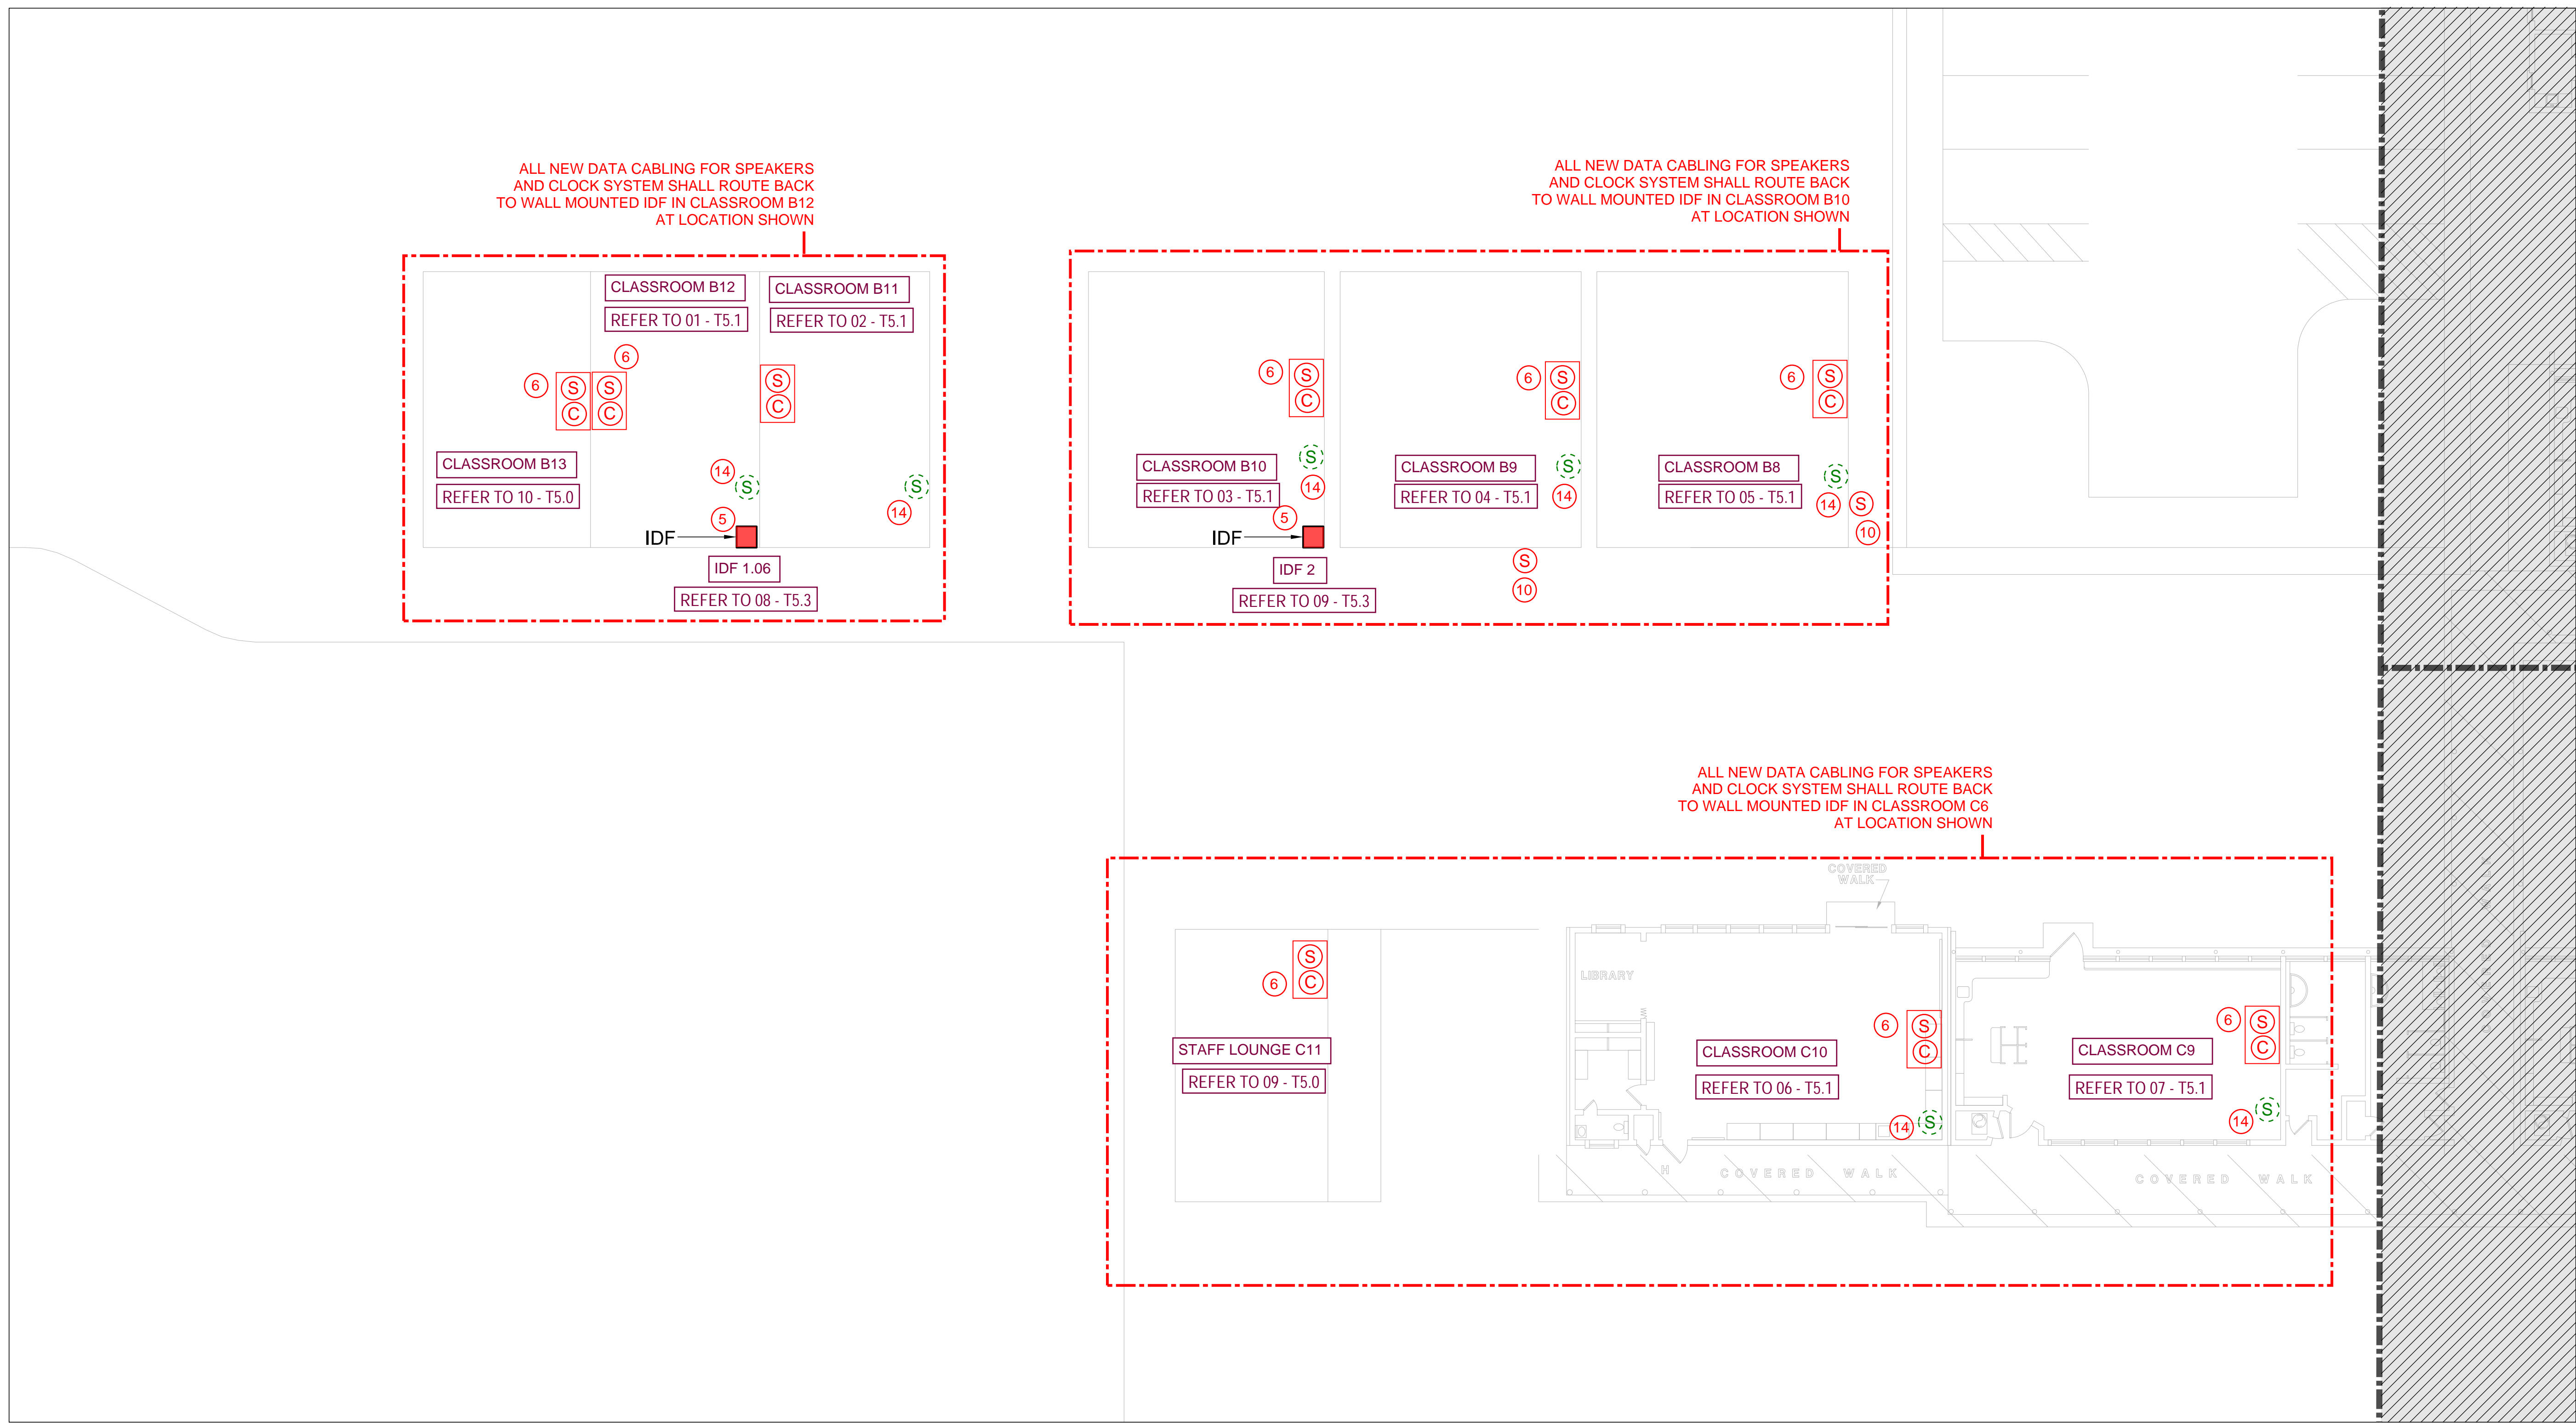 ALL NEW DATA CABLING FOR SPEAKERS
AND CLOCK SYSTEM SHALL ROUTE BACK
TO WALL MOUNTED IDF IN CLASSROOM B12
AT LOCATION SHOWN
CLASSROOM B12
REFER TO 01 - T5.1
CLASSROOM B11
REFER TO 02 - T5.1
6
6
S
C
S
C
S
C
CLASSROOM B13
REFER TO 10 - T5.0
14
S
S
14
5
IDF
IDF 1.06
REFER TO 08 - T5.3
ALL NEW DATA CABLING FOR SPEAKERS
AND CLOCK SYSTEM SHALL ROUTE BACK
TO WALL MOUNTED IDF IN CLASSROOM B10
AT LOCATION SHOWN
6
S
C
6
S
C
6
S
C
CLASSROOM B10
REFER TO 03 - T5.1
S
14
CLASSROOM B9
REFER TO 04 - T5.1
S
14
CLASSROOM B8
REFER TO 05 - T5.1
S
14
S
10
5
IDF
IDF 2
REFER TO 09 - T5.3
S
10
ALL NEW DATA CABLING FOR SPEAKERS
AND CLOCK SYSTEM SHALL ROUTE BACK
TO WALL MOUNTED IDF IN CLASSROOM C6
AT LOCATION SHOWN
COVERED
WALK
S
C
6
STAFF LOUNGE C11
REFER TO 09 - T5.0
LIBRARY
W
6
S
C
CLASSROOM C10
REFER TO 06 - T5.1
14
S
6
S
C
CLASSROOM C9
REFER TO 07 - T5.1
14
S
H
COVERED WALK
COVERED WALK